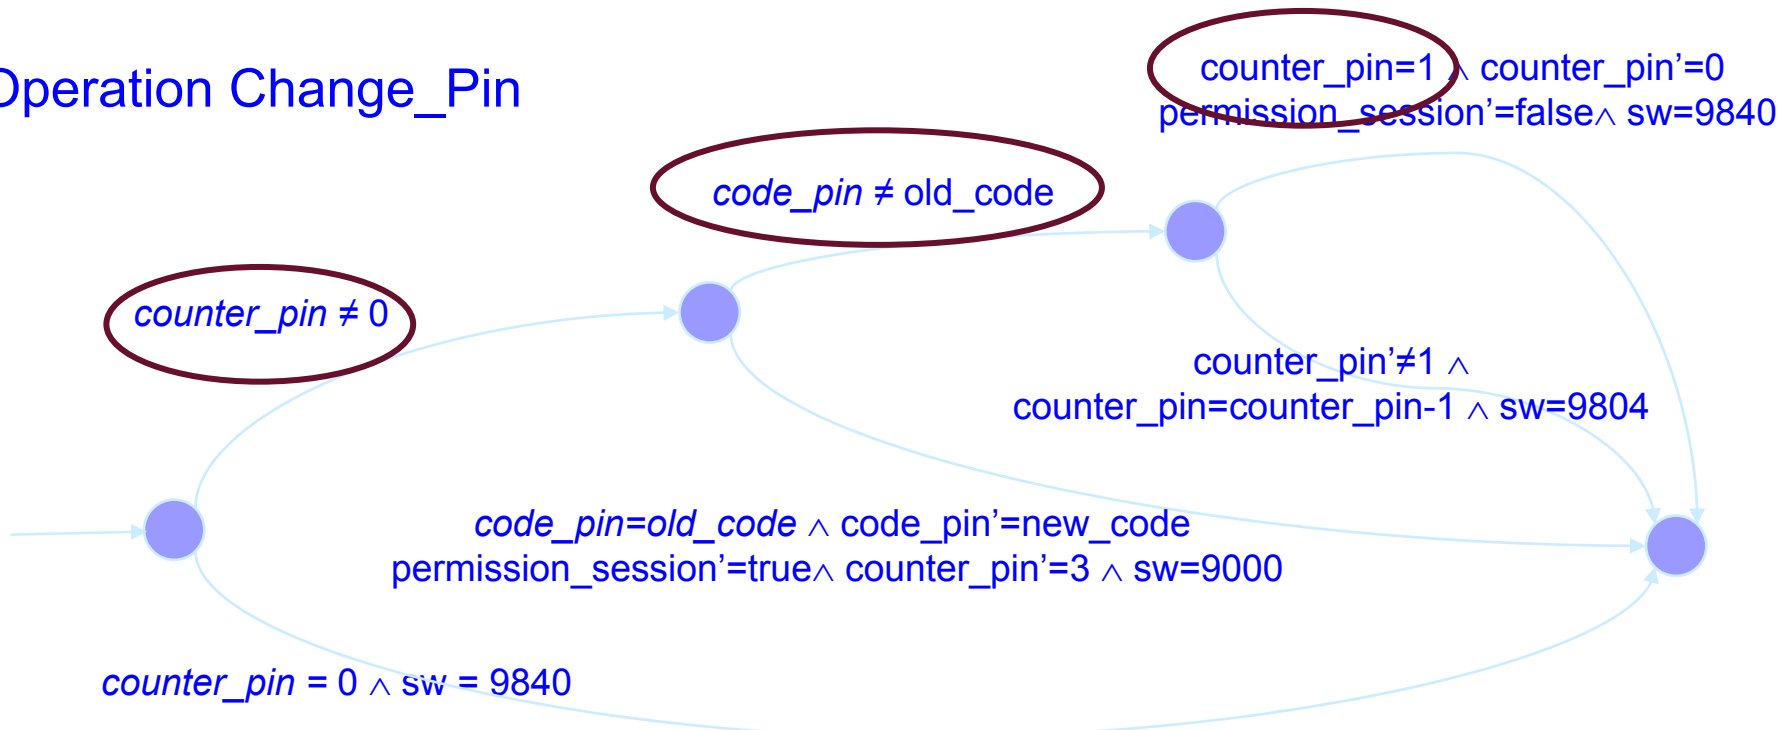 Operation Change_Pin
counter_pin=1 ∧ counter_pin’=0
permission_session’=false∧ sw=9840
code_pin ≠ old_code
counter_pin ≠ 0
counter_pin’≠1 ∧
counter_pin=counter_pin-1 ∧ sw=9804
code_pin=old_code ∧ code_pin’=new_code
permission_session’=true∧ counter_pin’=3 ∧ sw=9000
counter_pin = 0 ∧ sw = 9840